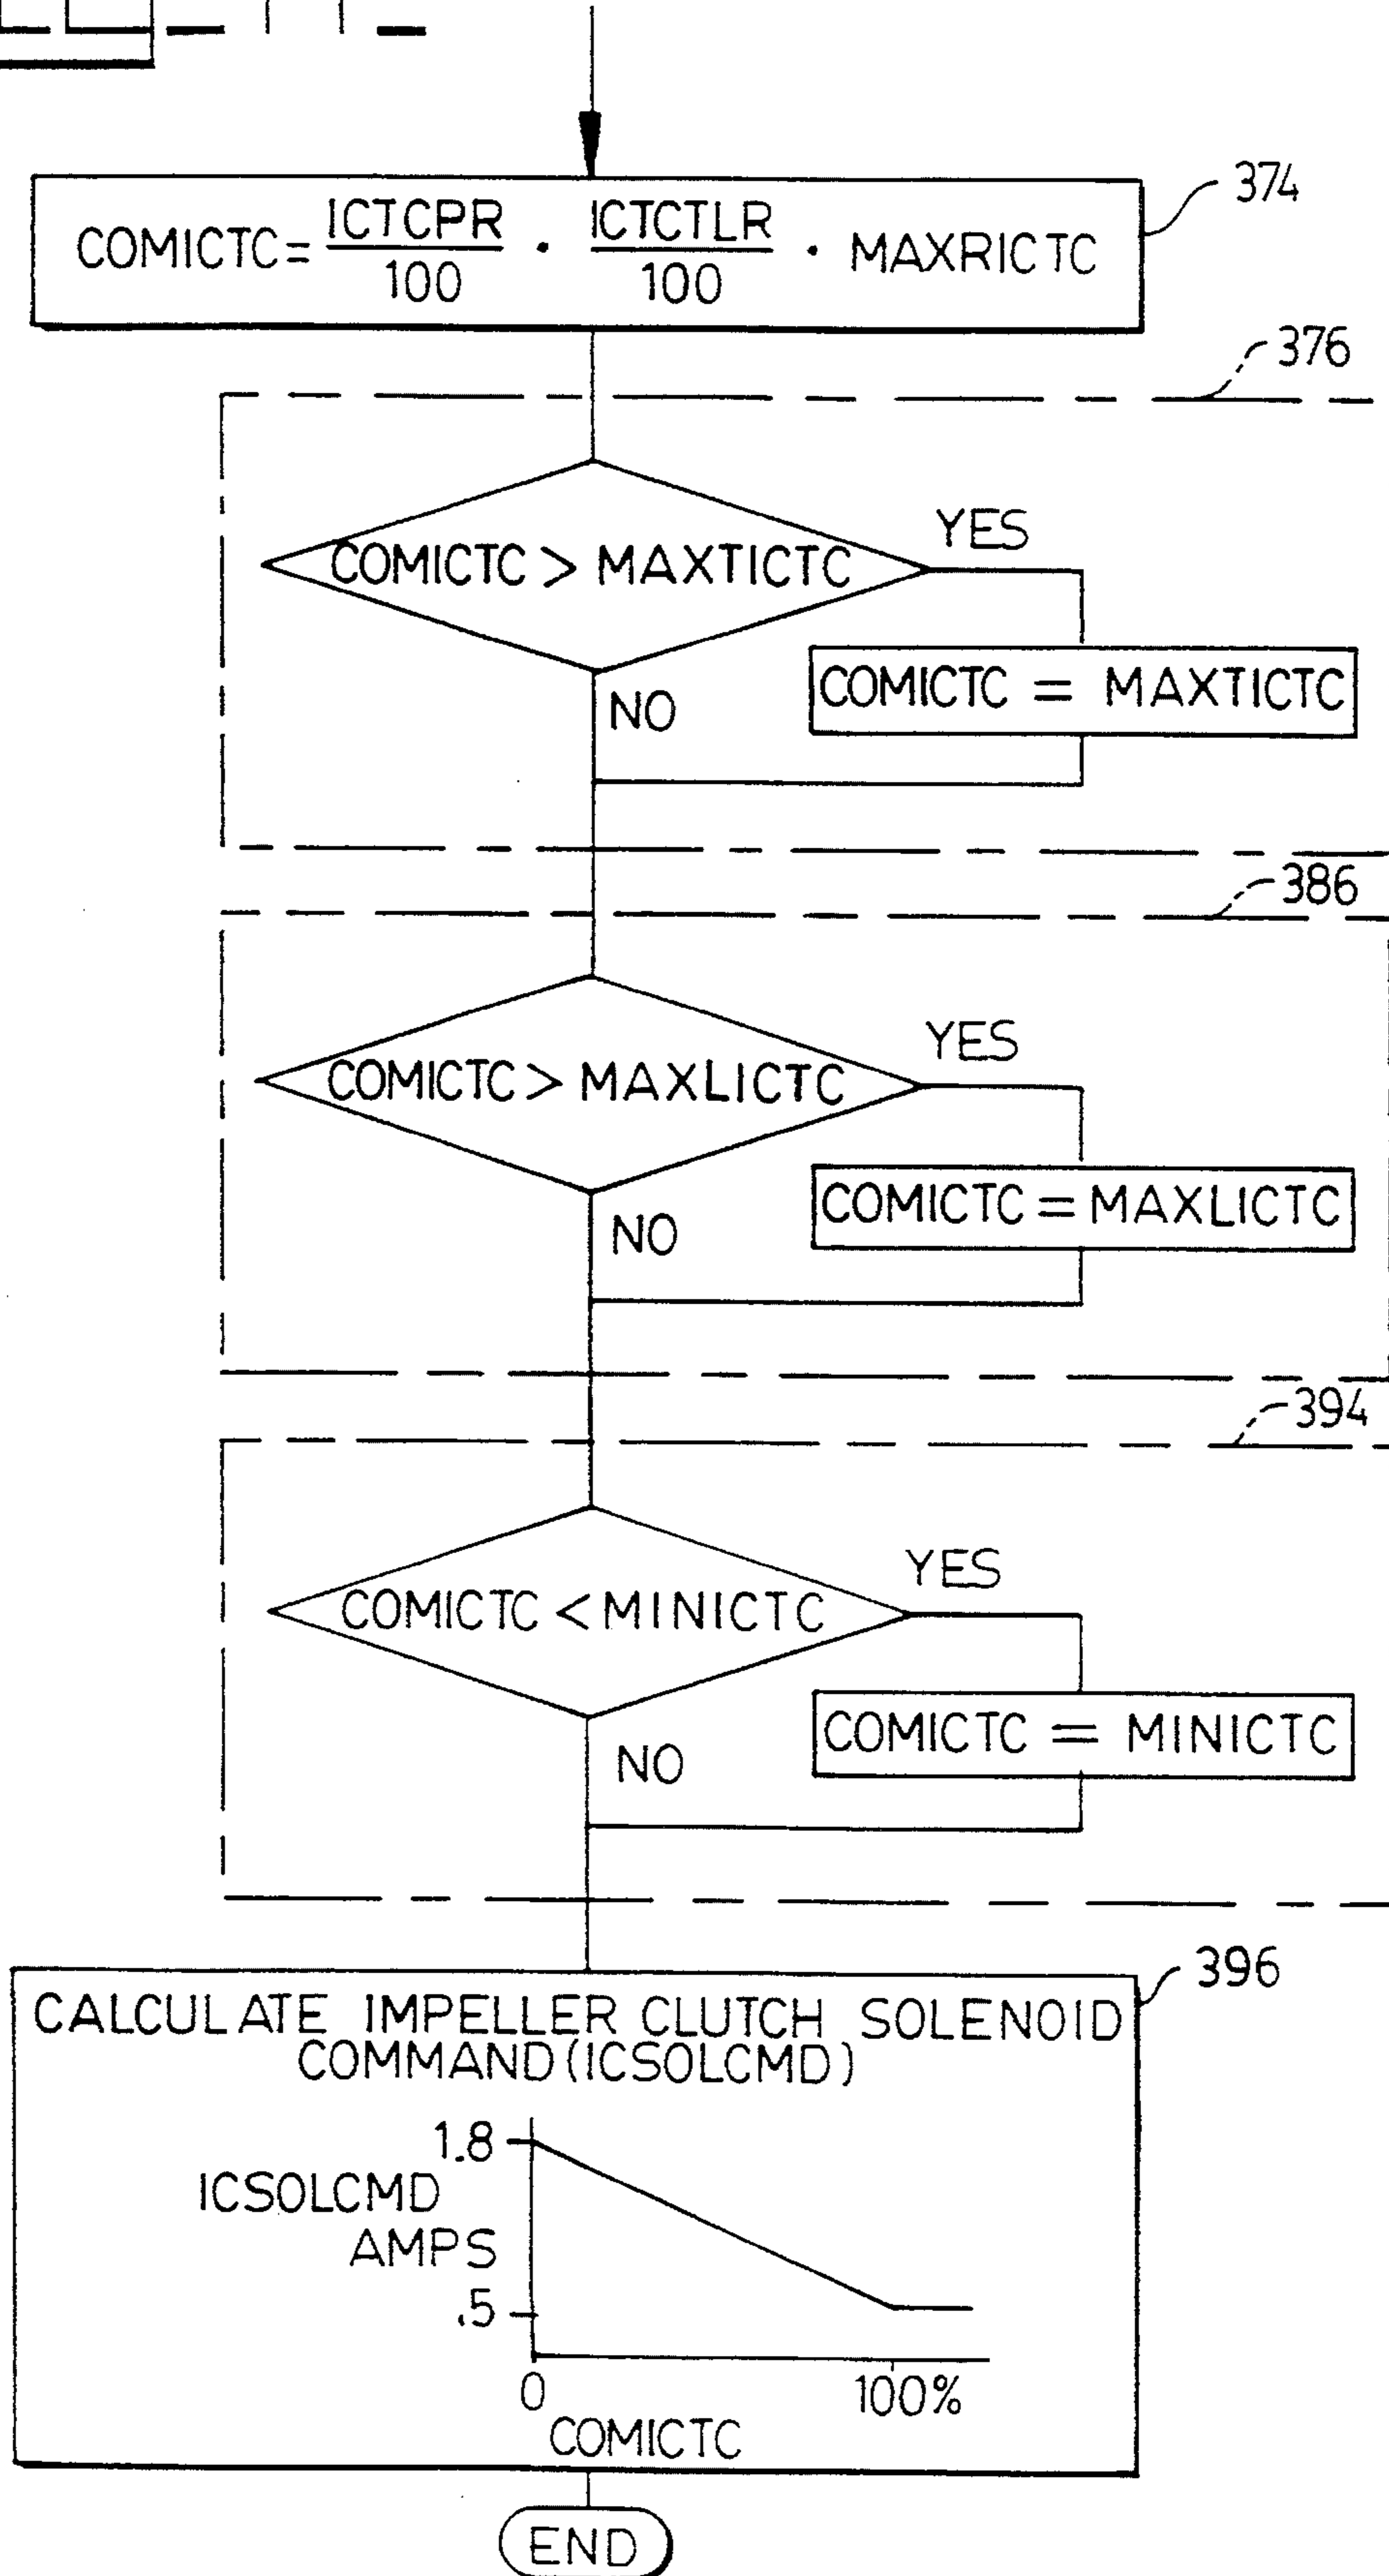 374
COMICTC = ICTCPR/100 · ICTCTLR/100 · MAXRICTC
376
COMICTC > MAXTICTC
YES
COMICTC = MAXTICTC
NO
386
COMICTC > MAXLICTC
YES
COMICTC = MAXLICTC
NO
394
COMICTC < MINICTC
YES
COMICTC = MINICTC
NO
396
CALCULATE IMPELLER CLUTCH SOLENOID
COMMAND (ICSOLCMD)
1.8
ICSOLCMD
AMPS
.5
0
100%
COMICTC
END